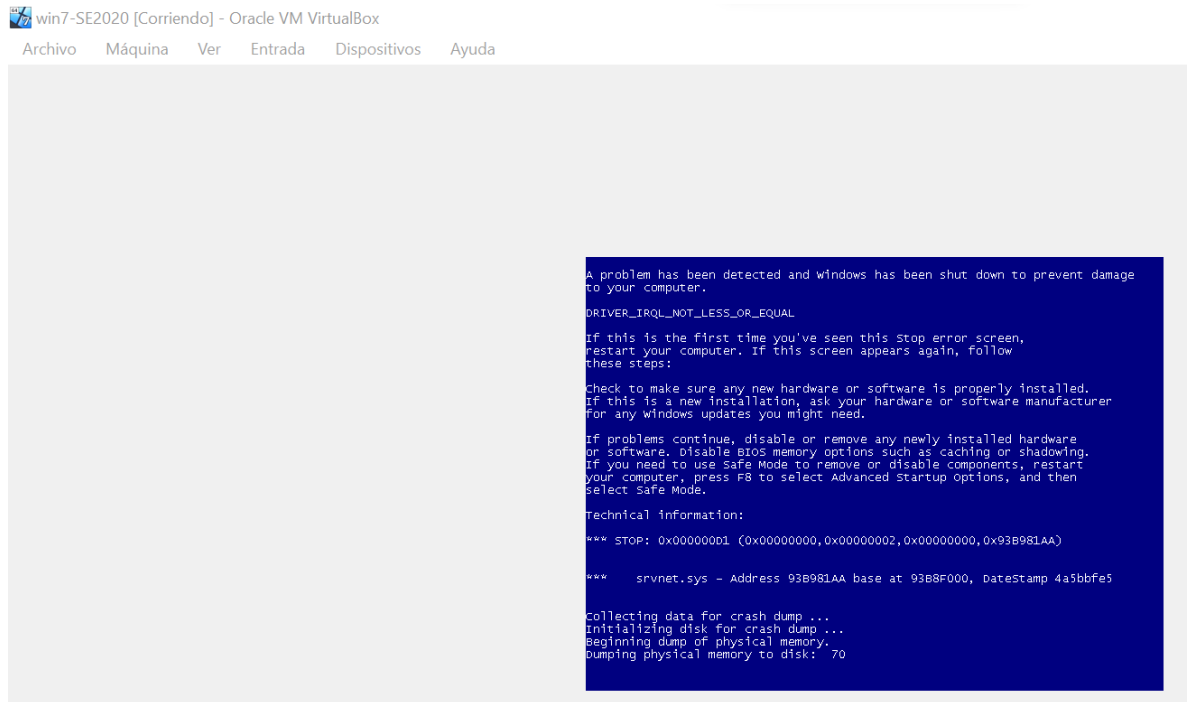 win7-SE2020 [Corriendo] - Oracle VM VirtualBox
Archivo Máquina Ver Entrada Dispositivos Ayuda
A problem has been detected and Windows has been shut down to prevent damage
to your computer.
DRIVER_IRQL_NOT_LESS_OR_EQUAL
If this is the first time you've seen this Stop error screen,
restart your computer. If this screen appears again, follow
these steps:
Check to make sure any new hardware or software is properly installed.
If this is a new installation, ask your hardware or software manufacturer
for any Windows updates you might need.
If problems continue, disable or remove any newly installed hardware
or software. Disable BIOS memory options such as caching or shadowing.
If you need to use Safe Mode to remove or disable components, restart
your computer, press F8 to select Advanced Startup Options, and then
select Safe Mode.
Technical information:
*** STOP: 0x000000D1 (0x00000000,0x00000002,0x00000000,0x93B981AA)
*** srvnet.sys - Address 93B981AA base at 93B8F000, DateStamp 4a5bbfe5
Collecting data for crash dump ...
Initializing disk for crash dump ...
Beginning dump of physical memory.
Dumping physical memory to disk: 70